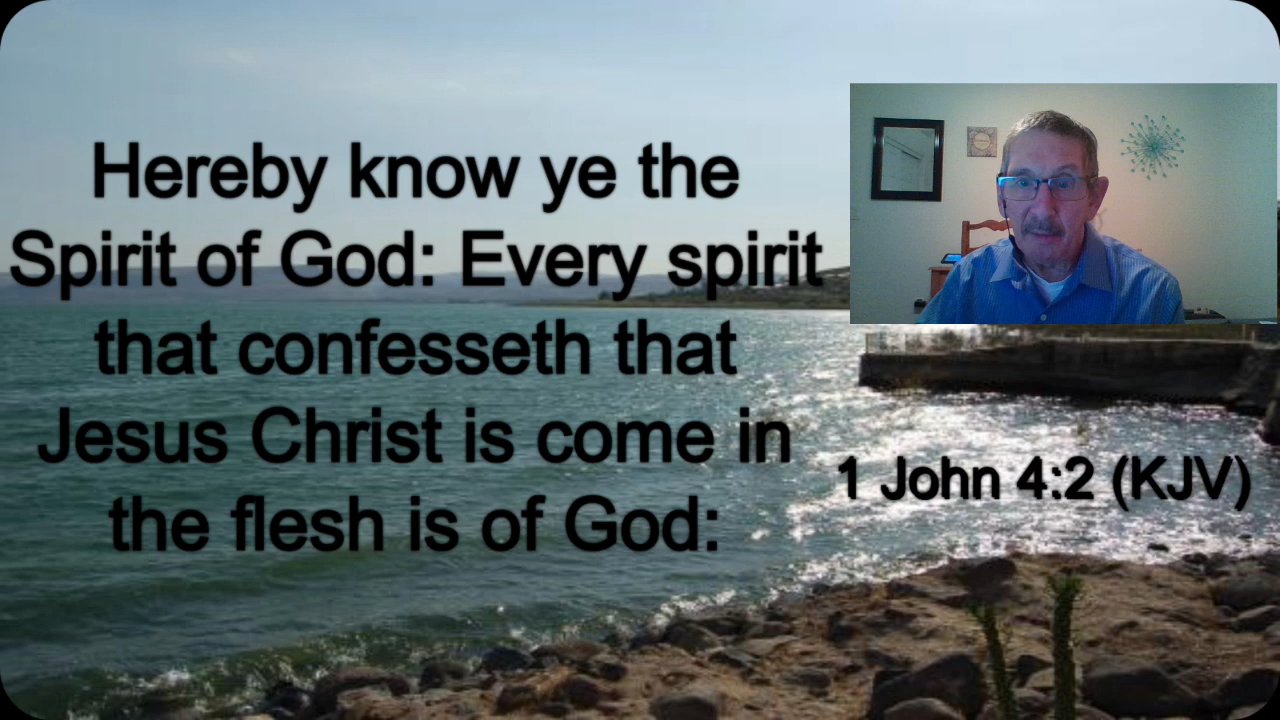 Hereby know ye the
Spirit of God: Every spirit
that confesseth that
Jesus Christ is come in
the flesh is of God:
1 John 4:2 (KJV)